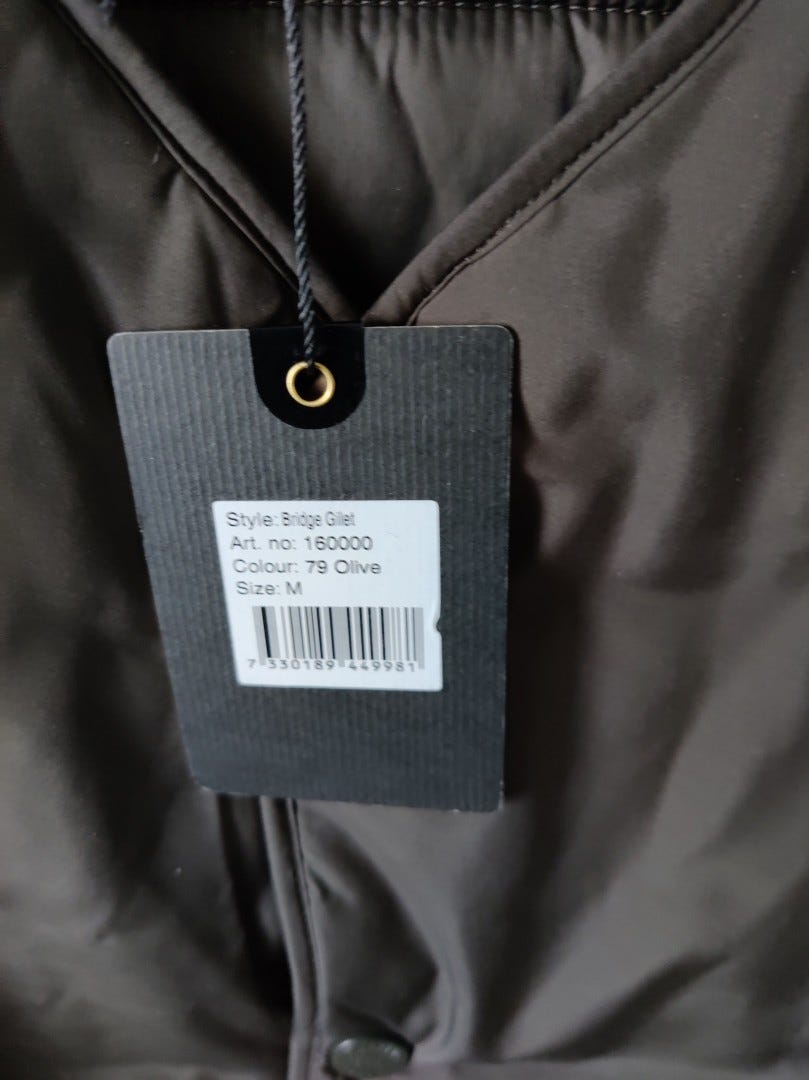 Style: Bridge Gilet
Art. no: 160000
Colour: 79 Olive
Size: M
7 330189 449981